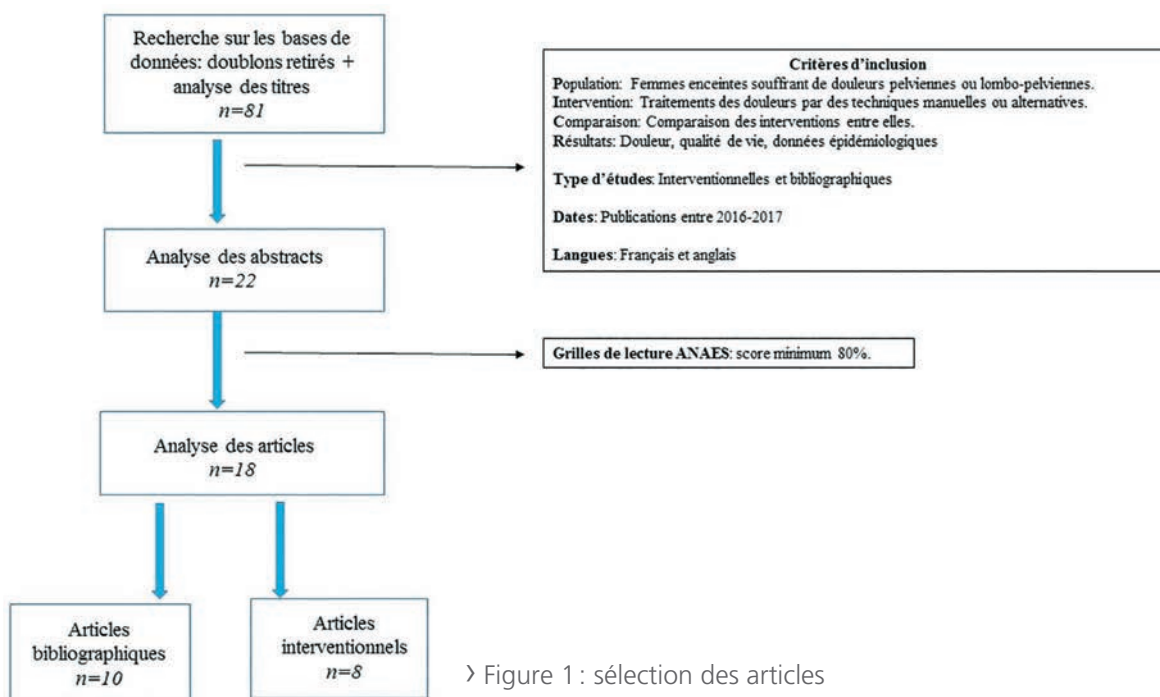 Recherche sur les bases de
données: doublons retirés +
analyse des titres
n=81
Critères d'inclusion
Population: Femmes enceintes souffrant de douleurs pelviennes ou lombo-pelviennes.
Intervention: Traitements des douleurs par des techniques manuelles ou alternatives.
Comparaison: Comparaison des interventions entre elles.
Résultats: Douleur, qualité de vie, données épidémiologiques
Type d'études: Interventionnelles et bibliographiques
Dates: Publications entre 2016-2017
Langues: Français et anglais
Analyse des abstracts
n=22
Grilles de lecture ANAES: score minimum 80%.
Analyse des articles
n=18
Articles
bibliographiques
n=10
Articles
interventionnels
n=8
› Figure 1 : sélection des articles